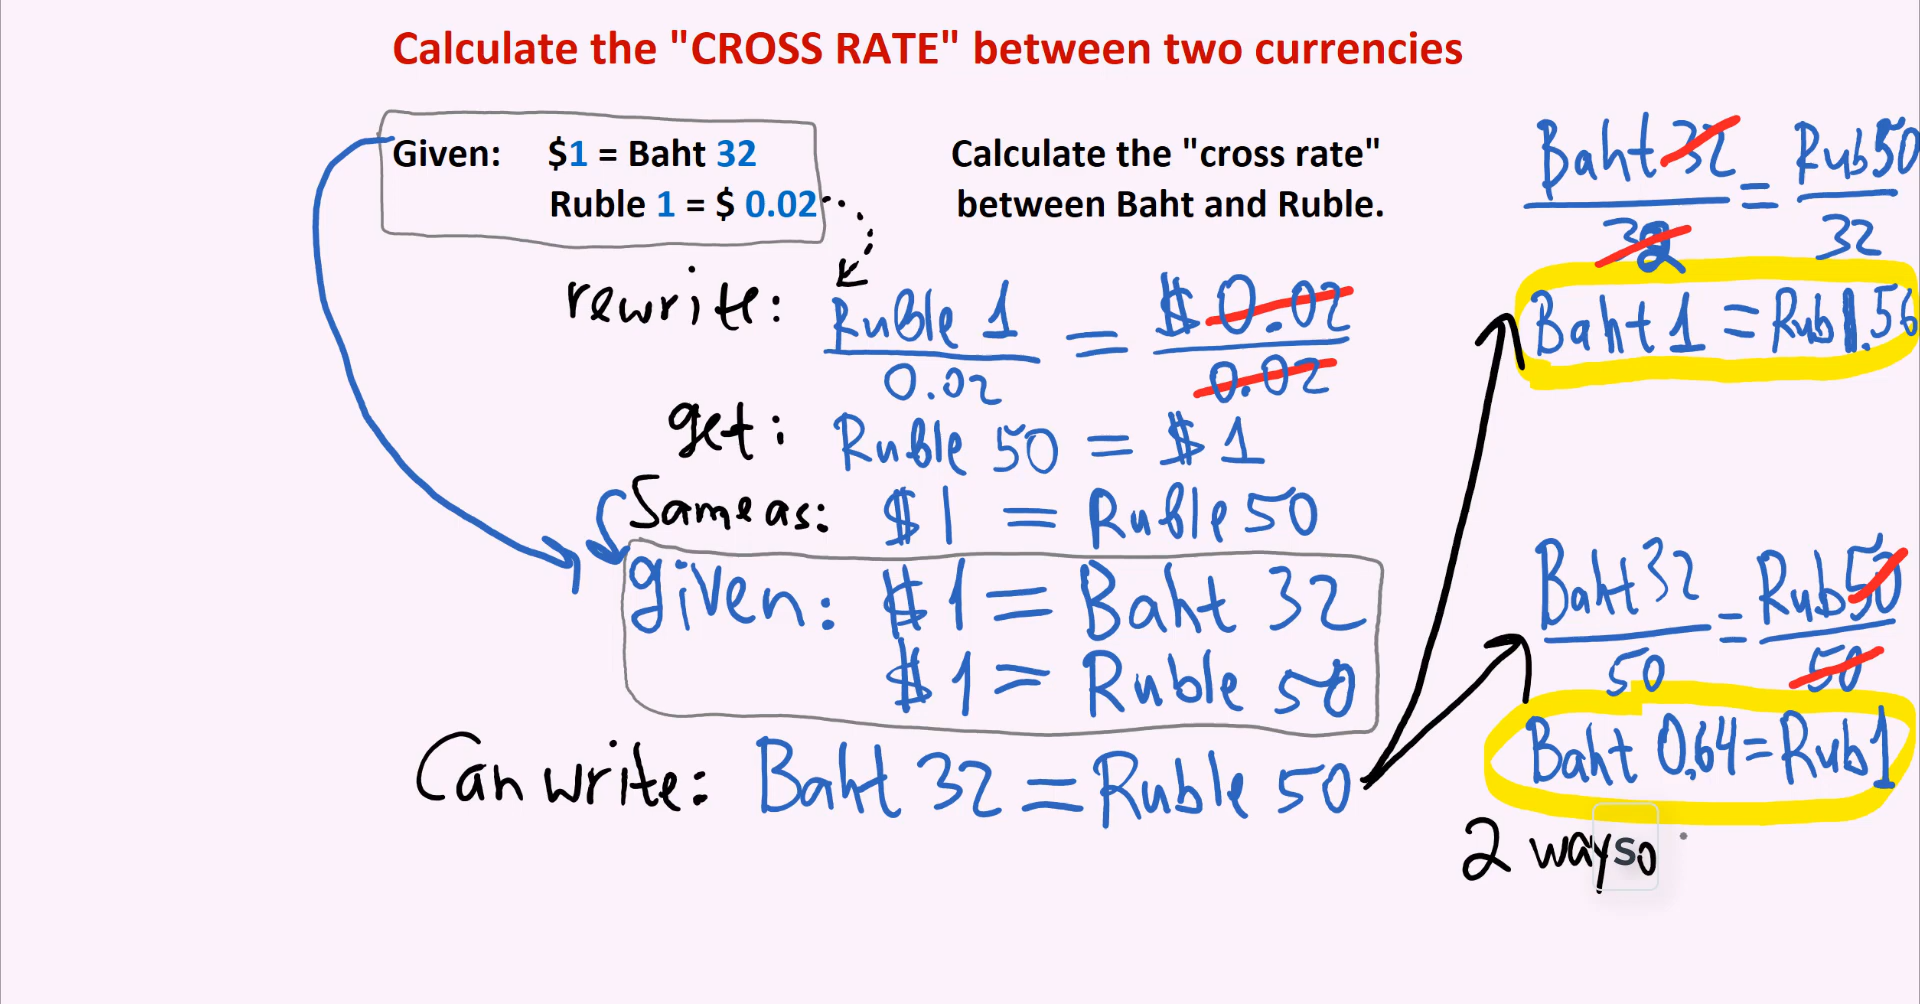 Calculate the "CROSS RATE" between two currencies
Given: $1 = Baht 32
Ruble 1 = $ 0.02
Calculate the "cross rate"
between Baht and Ruble.
rewrite: Ruble 1 = $ 0.02
0.02 0.02
get: Ruble 50 = $ 1
Same as: $ 1 = Ruble 50
given: $ 1 = Baht 32
$ 1 = Ruble 50
Can write: Baht 32 = Ruble 50
Baht 32 = Rub 50
32 32
Baht 1 = Rub 1.56
Baht 32 = Rub 50
50 50
Baht 0.64 = Rub 1
2 ways